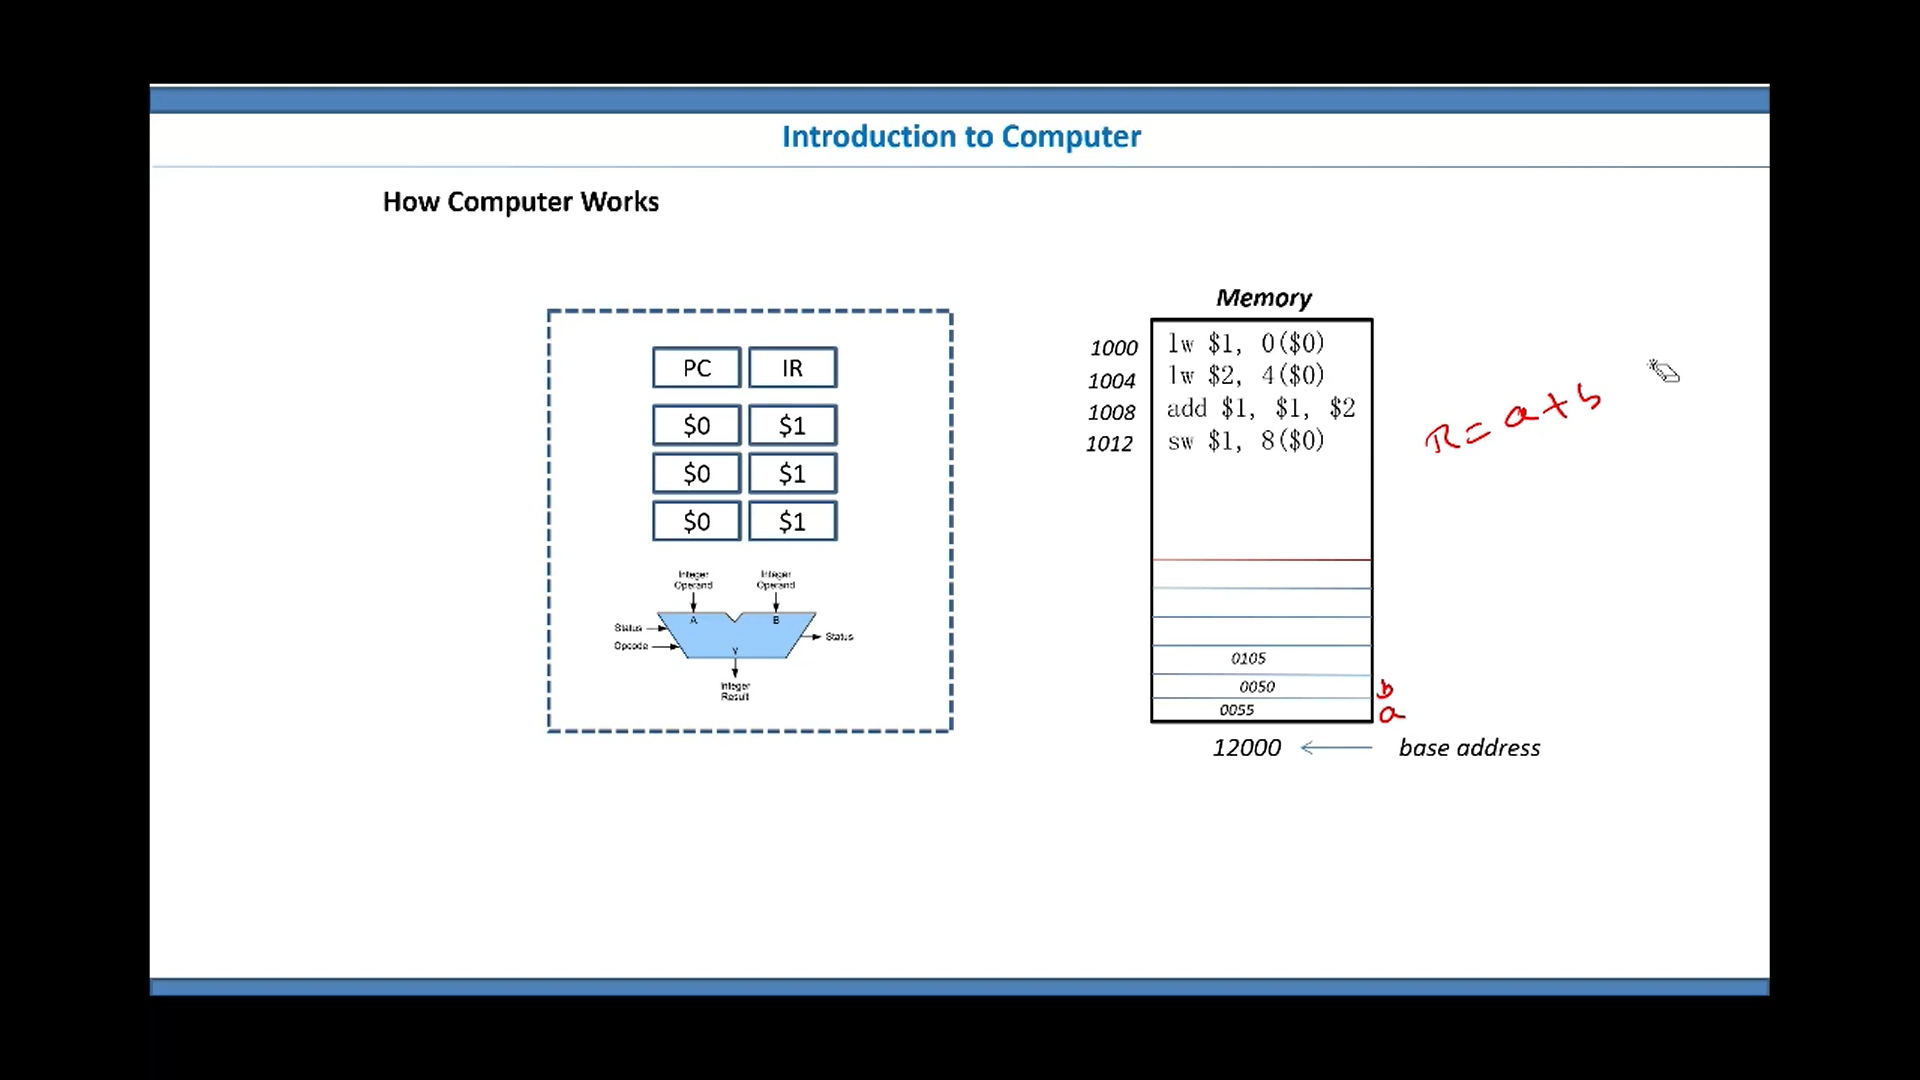 Introduction to Computer
How Computer Works
PC IR
$0 $1
$0 $1
$0 $1
Integer Operand
Integer Operand
A B
Status
Opcode
Status
Y
Integer Result
Memory
1000 lw $1, 0($0)
1004 lw $2, 4($0)
1008 add $1, $1, $2
1012 sw $1, 8($0)
R = a+b
0105
0050 b
0055 a
12000 base address